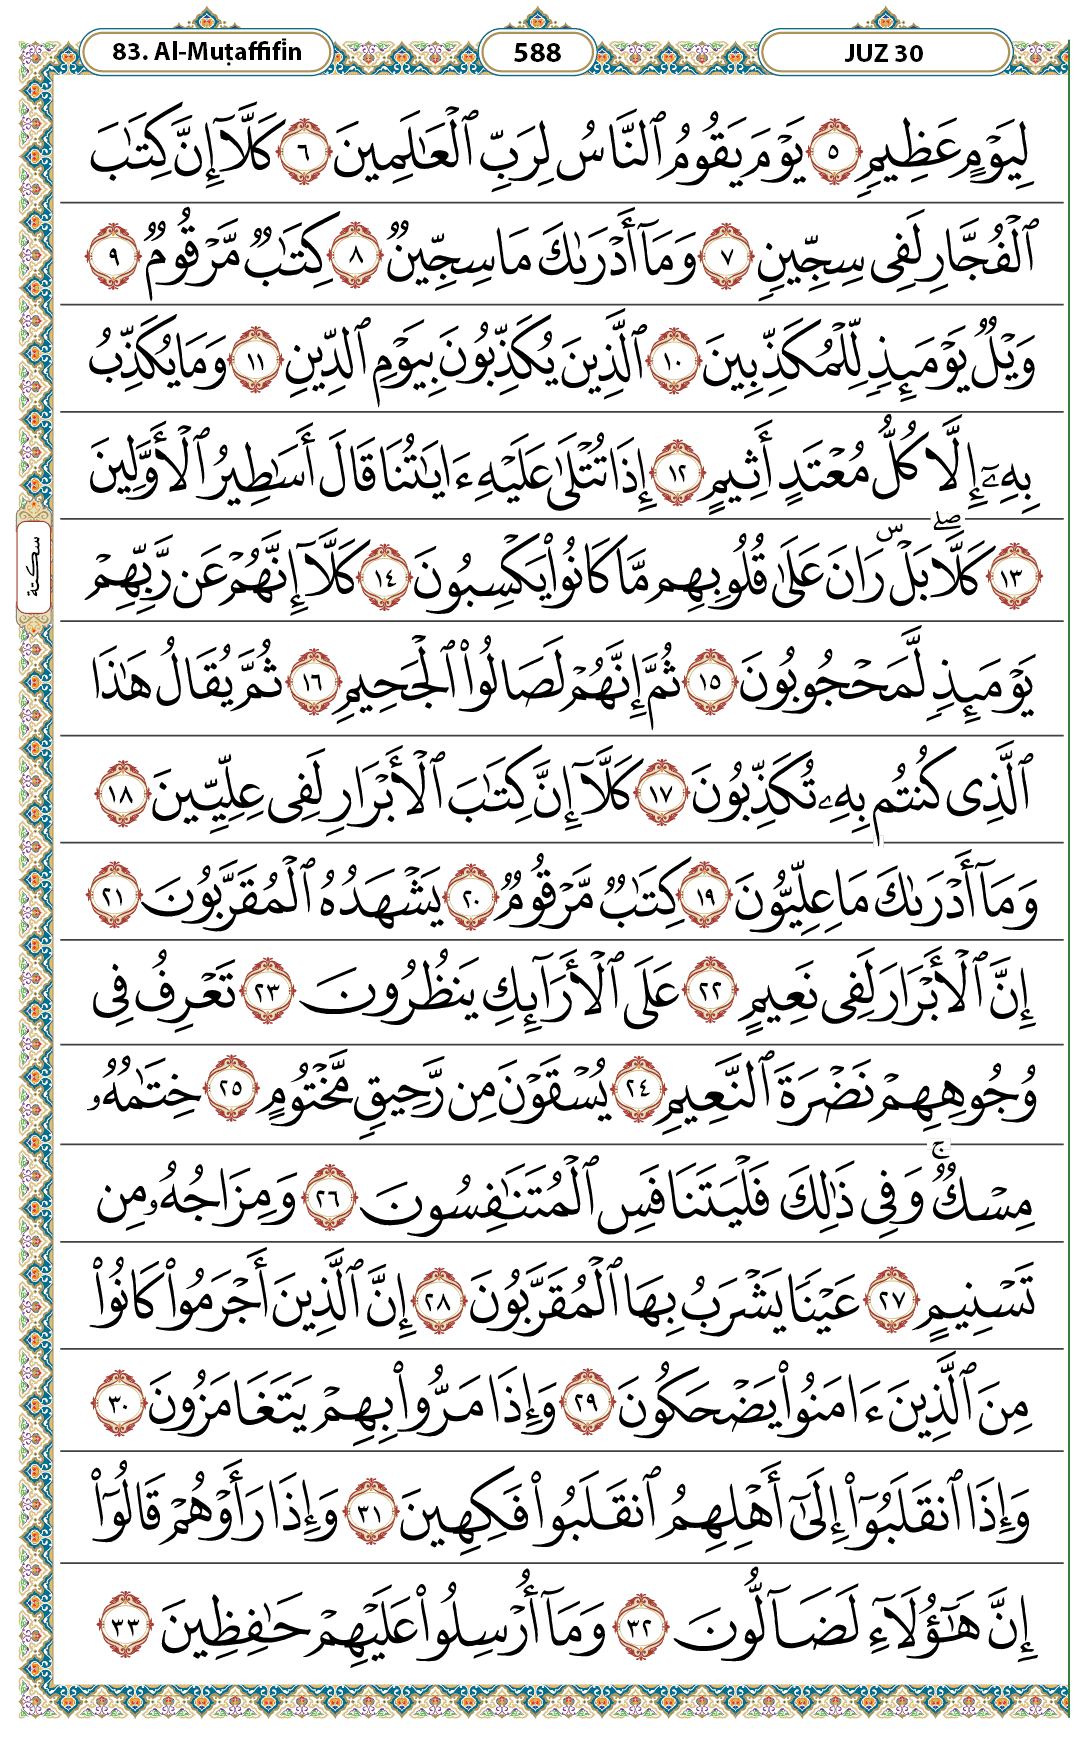 83. Al-Muṭaffifīn
588
JUZ 30
لِيَوْمٍ عَظِيمٍ ٥ يَوْمَ يَقُومُ ٱلنَّاسُ لِرَبِّ ٱلْعَـٰلَمِينَ ٦ كَلَّآ إِنَّ كِتَـٰبَ
ٱلْفُجَّارِ لَفِى سِجِّينٍ ٧ وَمَآ أَدْرَىٰكَ مَا سِجِّينٌ ٨ كِتَـٰبٌ مَّرْقُومٌ ٩
وَيْلٌ يَوْمَئِذٍ لِّلْمُكَذِّبِينَ ١٠ ٱلَّذِينَ يُكَذِّبُونَ بِيَوْمِ ٱلدِّينِ ١١ وَمَا يُكَذِّبُ
بِهِۦٓ إِلَّا كُلُّ مُعْتَدٍ أَثِيمٍ ١٢ إِذَا تُتْلَىٰ عَلَيْهِ ءَايَـٰتُنَا قَالَ أَسَـٰطِيرُ ٱلْأَوَّلِينَ
١٣ كَلَّا ۖ بَلْ ۜ رَانَ عَلَىٰ قُلُوبِهِم مَّا كَانُوا۟ يَكْسِبُونَ ١٤ كَلَّآ إِنَّهُمْ عَن رَّبِّهِمْ
سكتة
يَوْمَئِذٍ لَّمَحْجُوبُونَ ١٥ ثُمَّ إِنَّهُمْ لَصَالُوا۟ ٱلْجَحِيمِ ١٦ ثُمَّ يُقَالُ هَـٰذَا
ٱلَّذِى كُنتُم بِهِۦ تُكَذِّبُونَ ١٧ كَلَّآ إِنَّ كِتَـٰبَ ٱلْأَبْرَارِ لَفِى عِلِّيِّينَ ١٨
وَمَآ أَدْرَىٰكَ مَا عِلِّيُّونَ ١٩ كِتَـٰبٌ مَّرْقُومٌ ٢٠ يَشْهَدُهُ ٱلْمُقَرَّبُونَ ٢١
إِنَّ ٱلْأَبْرَارَ لَفِى نَعِيمٍ ٢٢ عَلَى ٱلْأَرَآئِكِ يَنظُرُونَ ٢٣ تَعْرِفُ فِى
وُجُوهِهِمْ نَضْرَةَ ٱلنَّعِيمِ ٢٤ يُسْقَوْنَ مِن رَّحِيقٍ مَّخْتُومٍ ٢٥ خِتَـٰمُهُۥ
مِسْكٌ ۚ وَفِى ذَٰلِكَ فَلْيَتَنَافَسِ ٱلْمُتَنَـٰفِسُونَ ٢٦ وَمِزَاجُهُۥ مِن
تَسْنِيمٍ ٢٧ عَيْنًا يَشْرَبُ بِهَا ٱلْمُقَرَّبُونَ ٢٨ إِنَّ ٱلَّذِينَ أَجْرَمُوا۟ كَانُوا۟
مِنَ ٱلَّذِينَ ءَامَنُوا۟ يَضْحَكُونَ ٢٩ وَإِذَا مَرُّوا۟ بِهِمْ يَتَغَامَزُونَ ٣٠
وَإِذَا ٱنقَلَبُوٓا۟ إِلَىٰٓ أَهْلِهِمُ ٱنقَلَبُوا۟ فَكِهِينَ ٣١ وَإِذَا رَأَوْهُمْ قَالُوٓا۟
إِنَّ هَـٰٓؤُلَآءِ لَضَآلُّونَ ٣٢ وَمَآ أُرْسِلُوا۟ عَلَيْهِمْ حَـٰفِظِينَ ٣٣